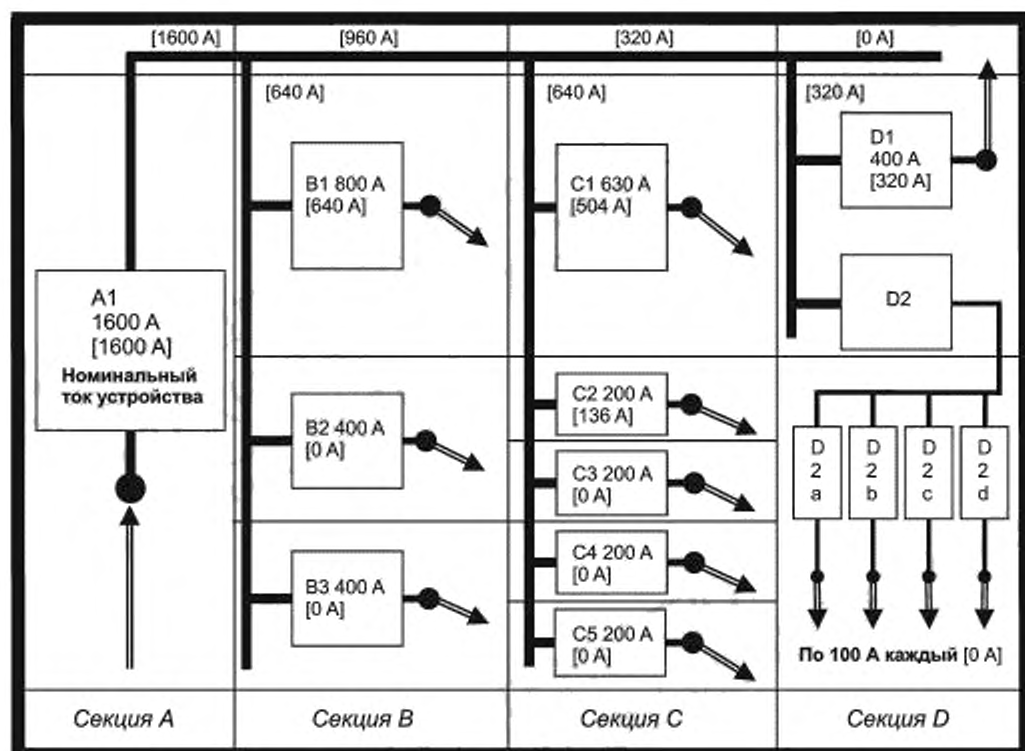 [1600 A]
[960 A]
[320 A]
[0 A]
[640 A]
[640 A]
[320 A]
A1
1600 A
[1600 A]
Номинальный
ток устройства
B1 800 A
[640 A]
B2 400 A
[0 A]
B3 400 A
[0 A]
C1 630 A
[504 A]
C2 200 A
[136 A]
C3 200 A
[0 A]
C4 200 A
[0 A]
C5 200 A
[0 A]
D1
400 A
[320 A]
D2
D
2
a
D
2
b
D
2
c
D
2
d
По 100 А каждый [0 A]
Секция A
Секция B
Секция C
Секция D